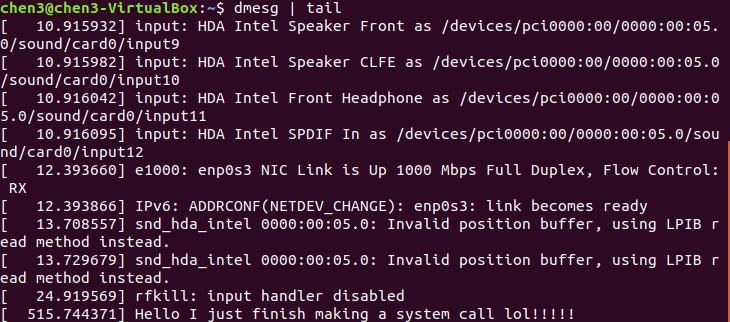 chen3@chen3-VirtualBox:~$ dmesg | tail
[   10.915932] input: HDA Intel Speaker Front as /devices/pci0000:00/0000:00:05.
0/sound/card0/input9
[   10.915982] input: HDA Intel Speaker CLFE as /devices/pci0000:00/0000:00:05.0
/sound/card0/input10
[   10.916042] input: HDA Intel Front Headphone as /devices/pci0000:00/0000:00:0
5.0/sound/card0/input11
[   10.916095] input: HDA Intel SPDIF In as /devices/pci0000:00/0000:00:05.0/sou
nd/card0/input12
[   12.393660] e1000: enp0s3 NIC Link is Up 1000 Mbps Full Duplex, Flow Control:
 RX
[   12.393866] IPv6: ADDRCONF(NETDEV_CHANGE): enp0s3: link becomes ready
[   13.708557] snd_hda_intel 0000:00:05.0: Invalid position buffer, using LPIB r
ead method instead.
[   13.729679] snd_hda_intel 0000:00:05.0: Invalid position buffer, using LPIB r
ead method instead.
[   24.919569] rfkill: input handler disabled
[  515.744371] Hello I just finish making a system call lol!!!!!